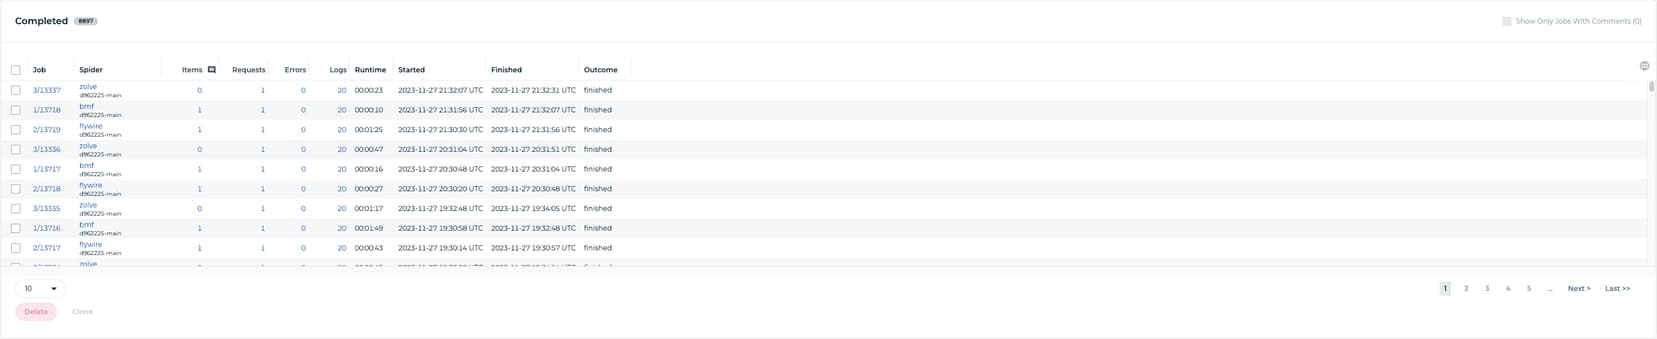 Completed 8897
Show Only Jobs With Comments (0)
Job Spider Items Requests Errors Logs Runtime Started Finished Outcome
3/13337 zolve 0 1 0 20 00:00:23 2023-11-27 21:32:07 UTC 2023-11-27 21:32:31 UTC finished
d962225-main
1/13718 bmf 1 1 0 20 00:00:10 2023-11-27 21:31:56 UTC 2023-11-27 21:32:07 UTC finished
d962225-main
2/13719 flywire 1 1 0 20 00:01:25 2023-11-27 21:30:30 UTC 2023-11-27 21:31:56 UTC finished
d962225-main
3/13336 zolve 0 1 0 20 00:00:47 2023-11-27 20:31:04 UTC 2023-11-27 20:31:51 UTC finished
d962225-main
1/13717 bmf 1 1 0 20 00:00:16 2023-11-27 20:30:48 UTC 2023-11-27 20:31:04 UTC finished
d962225-main
2/13718 flywire 1 1 0 20 00:00:27 2023-11-27 20:30:20 UTC 2023-11-27 20:30:48 UTC finished
d962225-main
3/13335 zolve 0 1 0 20 00:01:17 2023-11-27 19:32:48 UTC 2023-11-27 19:34:05 UTC finished
d962225-main
1/13716 bmf 1 1 0 20 00:01:49 2023-11-27 19:30:58 UTC 2023-11-27 19:32:48 UTC finished
d962225-main
2/13717 flywire 1 1 0 20 00:00:43 2023-11-27 19:30:14 UTC 2023-11-27 19:30:57 UTC finished
d962225-main
zolve
10
1 2 3 4 5 ... Next > Last >>
Delete Clone